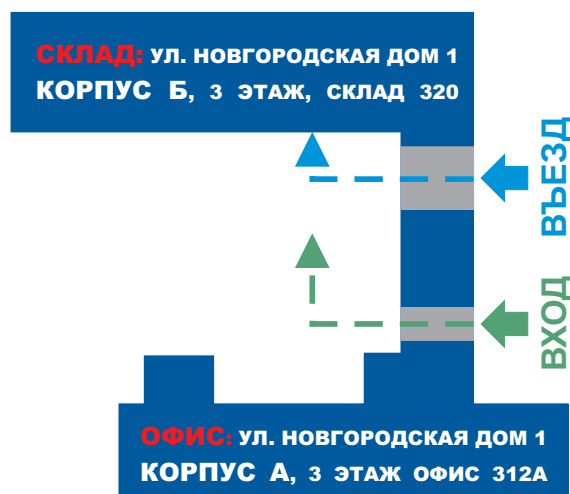 СКЛАД: УЛ. НОВГОРОДСКАЯ ДОМ 1
КОРПУС Б, 3 ЭТАЖ, СКЛАД 320
ВЪЕЗД
ВХОД
ОФИС: УЛ. НОВГОРОДСКАЯ ДОМ 1
КОРПУС А, 3 ЭТАЖ ОФИС 312А